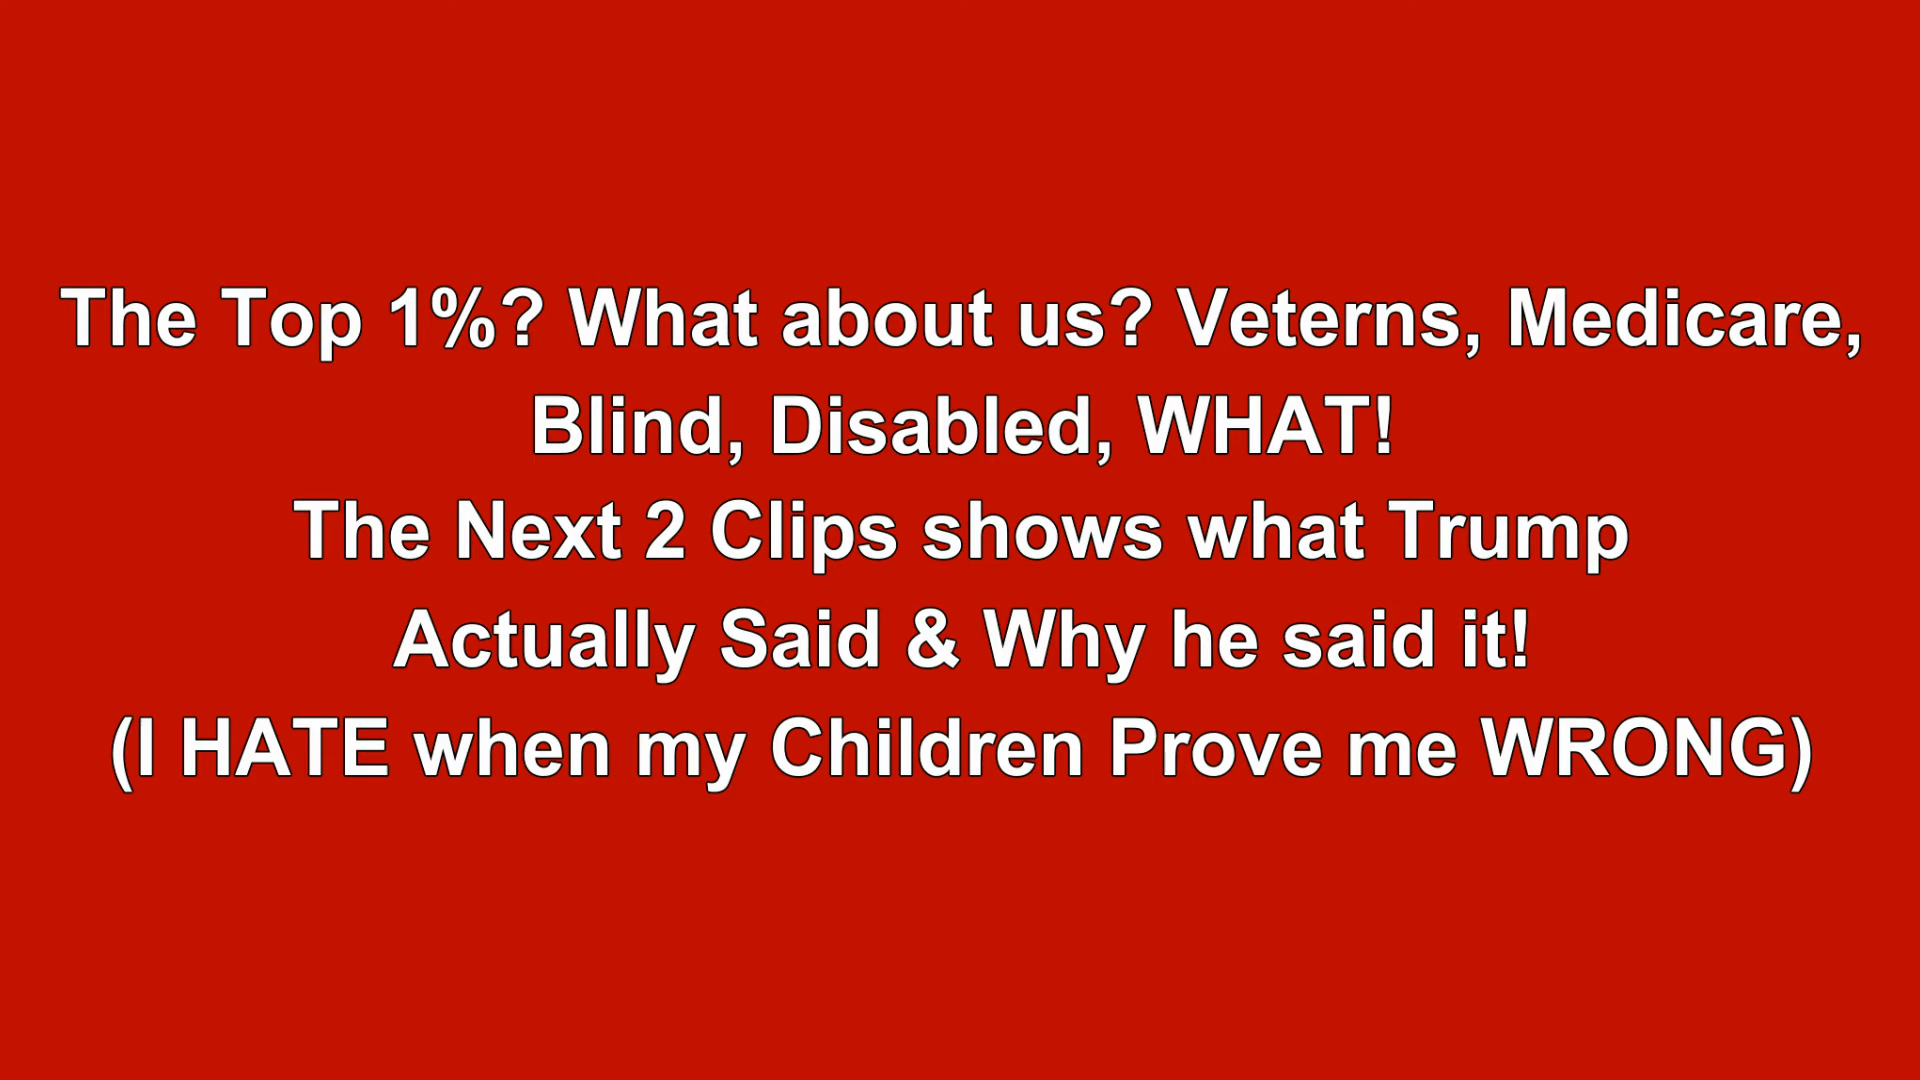 The Top 1%? What about us? Veterns, Medicare,
Blind, Disabled, WHAT!
The Next 2 Clips shows what Trump
Actually Said & Why he said it!
(I HATE when my Children Prove me WRONG)